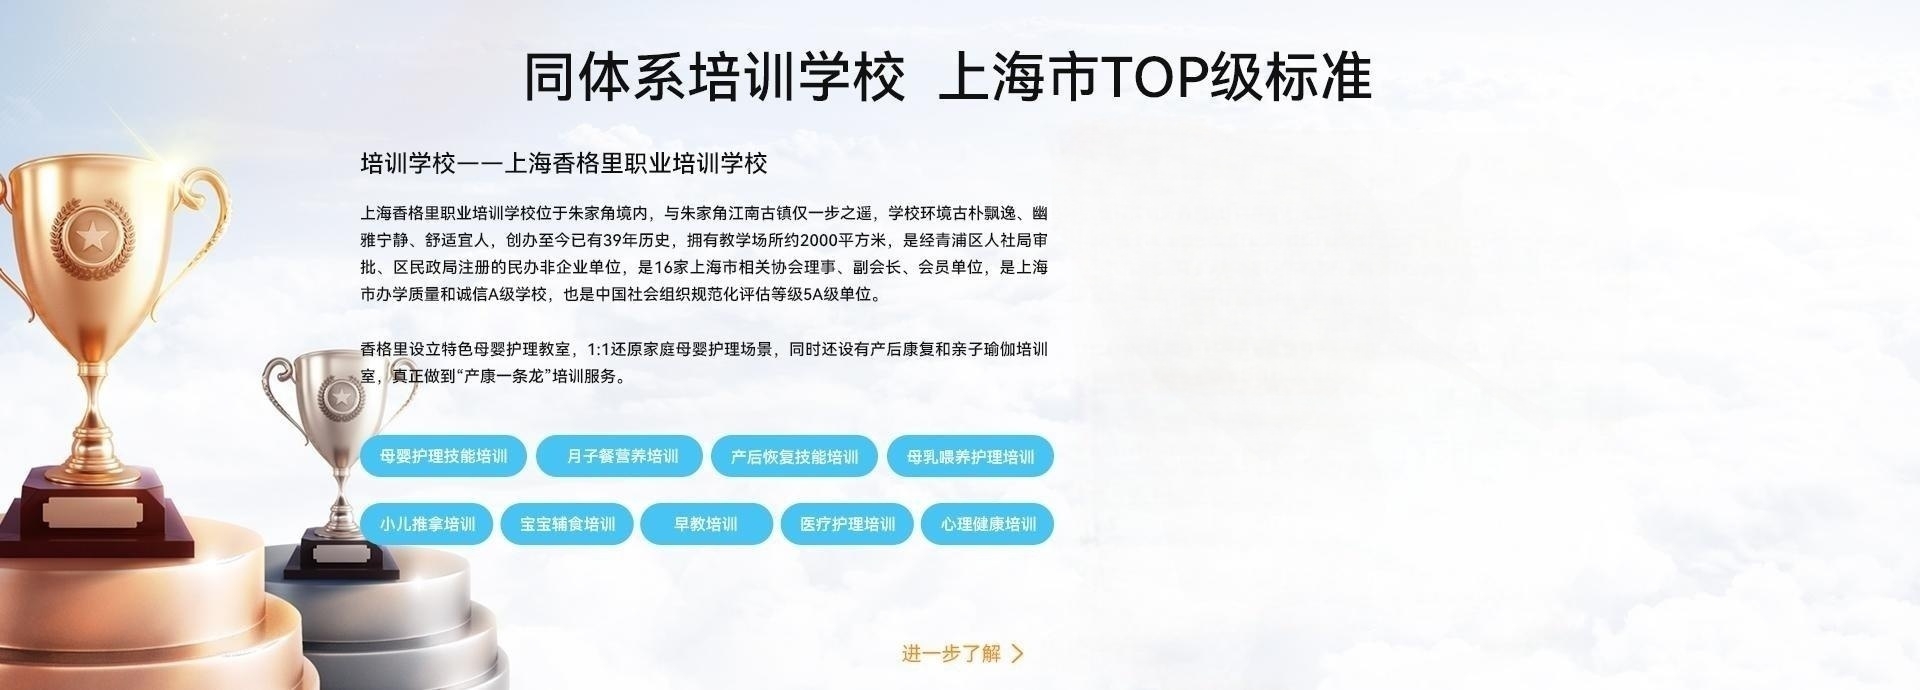 同体系培训学校 上海市TOP级标准
培训学校——上海香格里职业培训学校
上海香格里职业培训学校位于朱家角境内，与朱家角江南古镇仅一步之遥，学校环境古朴飘逸、幽
雅宁静、舒适宜人，创办至今已有39年历史，拥有教学场所约2000平方米，是经青浦区人社局审
批、区民政局注册的民办非企业单位，是16家上海市相关协会理事、副会长、会员单位，是上海
市办学质量和诚信A级学校，也是中国社会组织规范化评估等级5A级单位。
香格里设立特色母婴护理教室，1:1还原家庭母婴护理场景，同时还设有产后康复和亲子瑜伽培训
室，真正做到“产康一条龙”培训服务。
母婴护理技能培训 月子餐营养培训 产后恢复技能培训 母乳喂养护理培训
小儿推拿培训 宝宝辅食培训 早教培训 医疗护理培训 心理健康培训
进一步了解 >